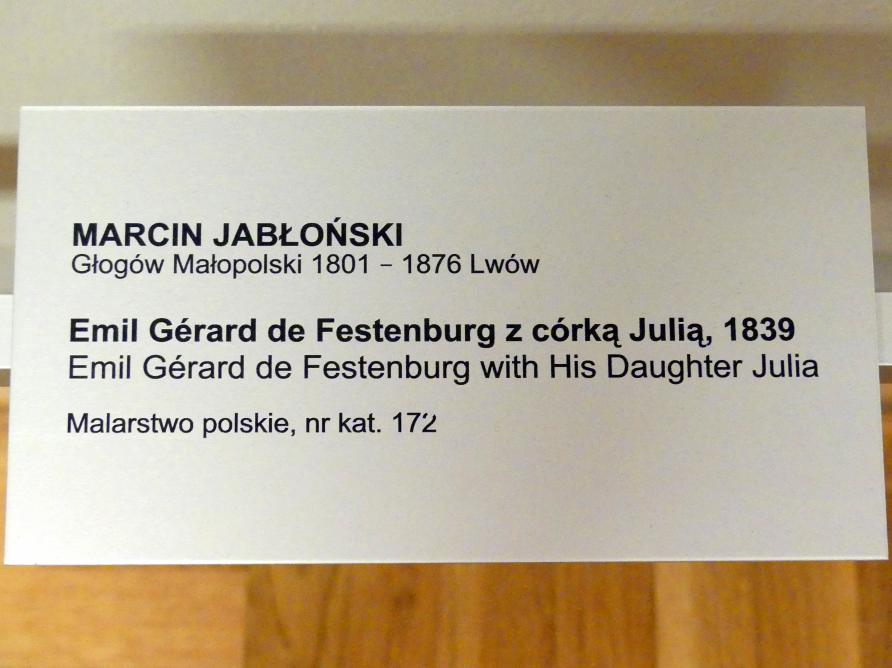 MARCIN JABŁOŃSKI
Głogów Małopolski 1801 – 1876 Lwów
Emil Gérard de Festenburg z córką Julią, 1839
Emil Gérard de Festenburg with His Daughter Julia
Malarstwo polskie, nr kat. 172